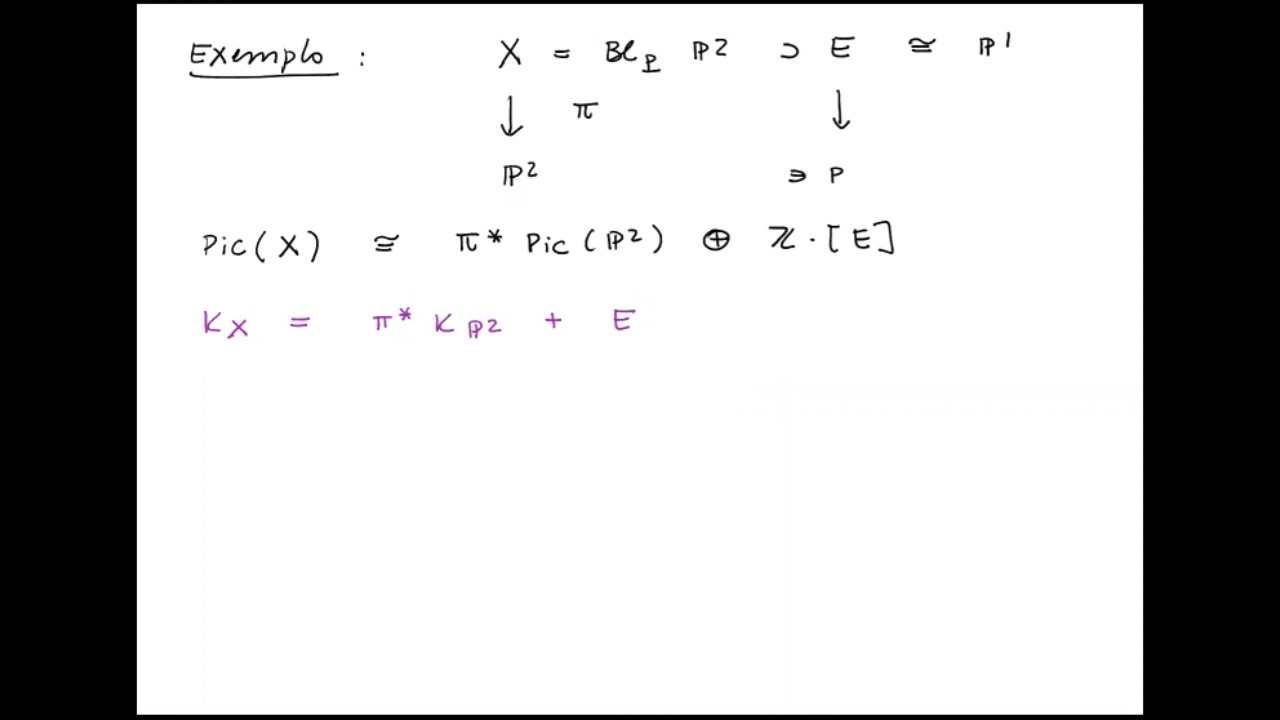 Exemplo : X = Bl_P ℙ² ⊃ E ≅ ℙ¹
↓ π ↓
ℙ² ∋ P
Pic(X) ≅ π* Pic(ℙ²) ⊕ ℤ·[E]
K_X = π* K_ℙ² + E